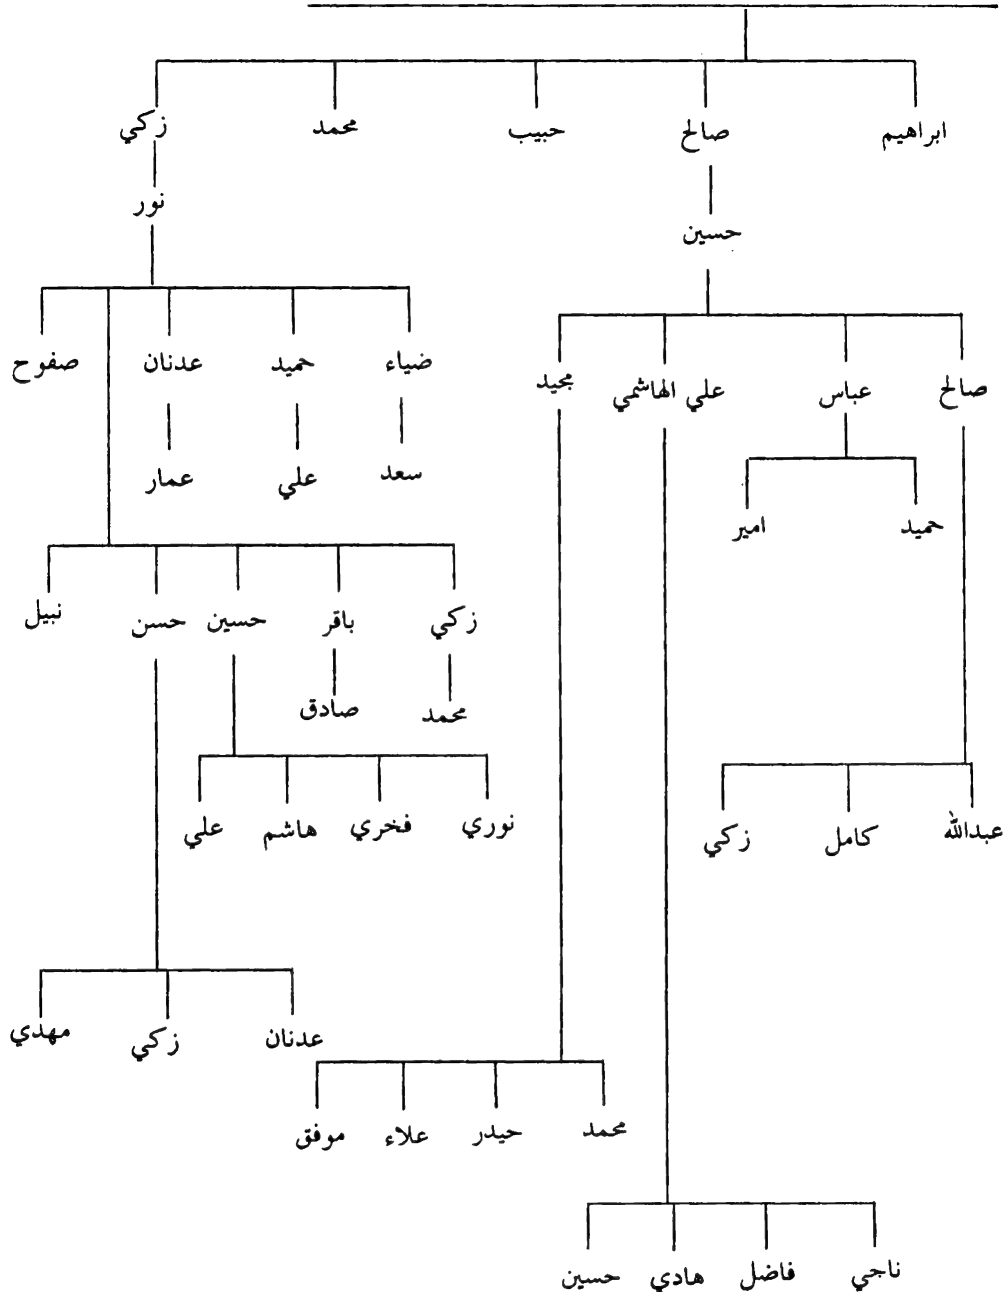 ابراهيم صالح حبيب محمد زكي
نور
حسين
ضياء حميد عدنان صفوح
صالح عباس علي الهاشمي مجيد
سعد علي عمار
حميد امير
زكي باقر حسين حسن نبيل
محمد صادق
عبدالله كامل زكي
نوري فخري هاشم علي
عدنان زكي مهدي
محمد حيدر علاء موفق
ناجي فاضل هادي حسين